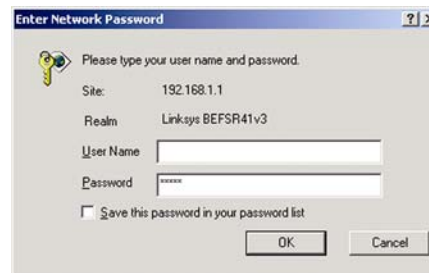 Enter Network Password
Please type your user name and password.
Site: 192.168.1.1
Realm Linksys BEFSR41v3
User Name
Password *****
Save this password in your password list
OK Cancel